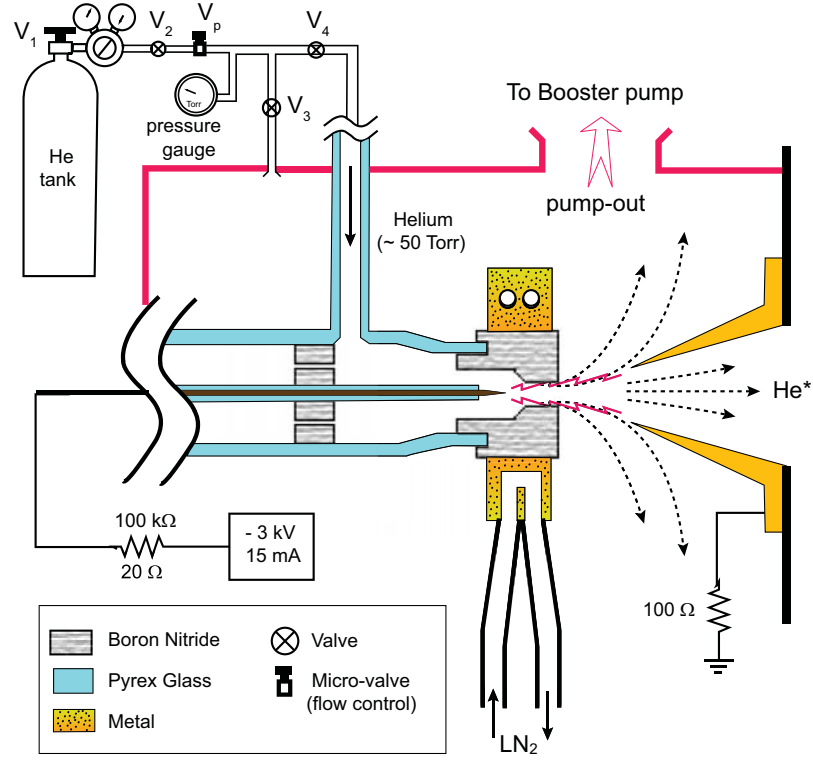 V1
V2
Vp
V4
V3
Torr
pressure
gauge
He
tank
To Booster pump
pump-out
Helium
(~ 50 Torr)
He*
100 kΩ
20 Ω
- 3 kV
15 mA
100 Ω
Boron Nitride
Pyrex Glass
Metal
Valve
Micro-valve
(flow control)
LN2